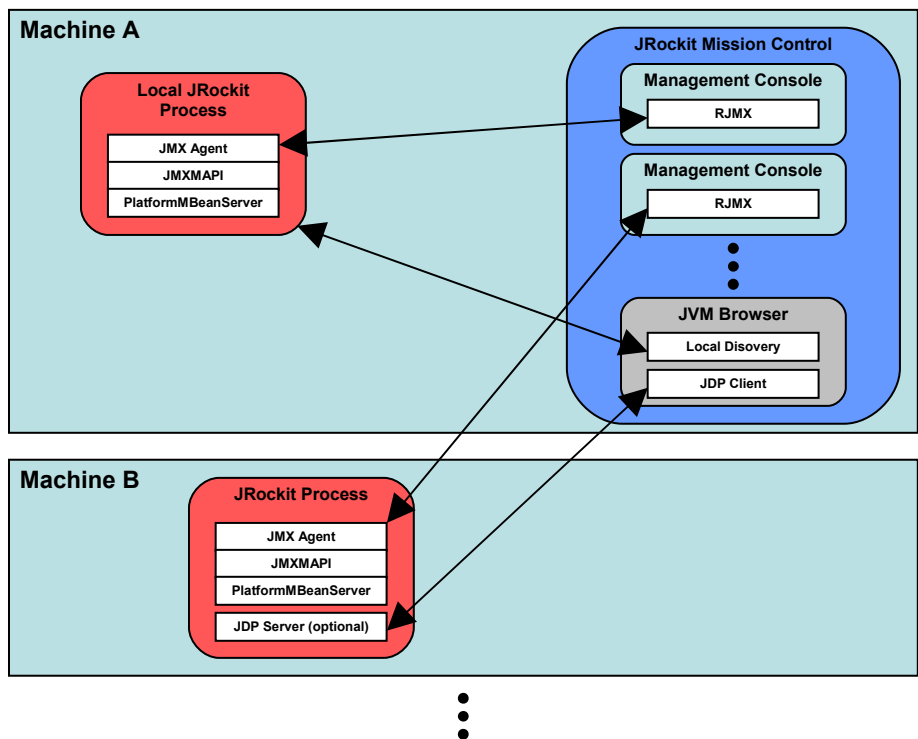 Machine A
Local JRockit
Process
JMX Agent
JMXMAPI
PlatformMBeanServer
JRockit Mission Control
Management Console
RJMX
Management Console
RJMX
JVM Browser
Local Disovery
JDP Client
Machine B
JRockit Process
JMX Agent
JMXMAPI
PlatformMBeanServer
JDP Server (optional)